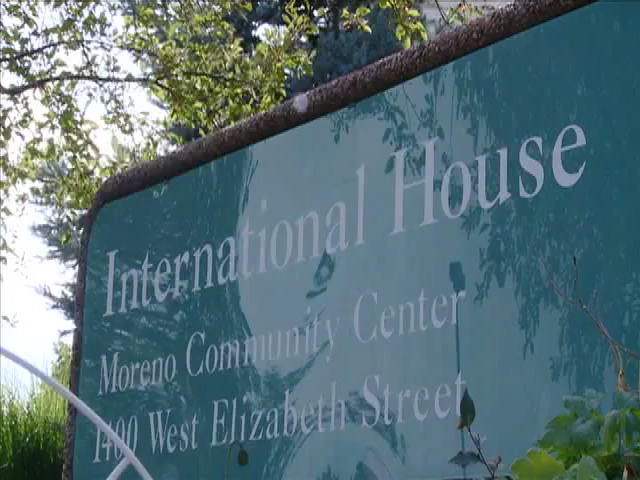 International House
Moreno Community Center
1400 West Elizabeth Street